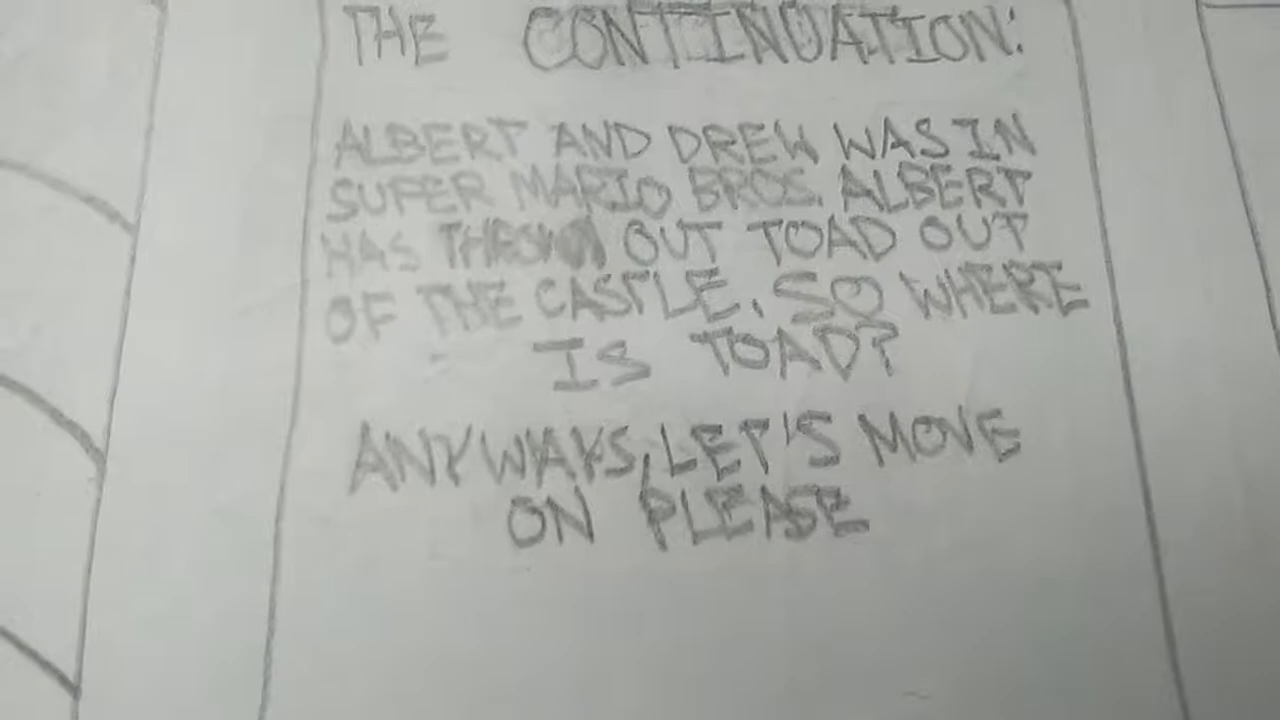 THE CONTINUATION:
ALBERT AND DREW WAS IN
SUPER MARIO BROS. ALBERT
HAS THROWN OUT TOAD OUT
OF THE CASTLE. SO WHERE
IS TOAD?
ANYWAYS, LET'S MOVE
ON PLEASE